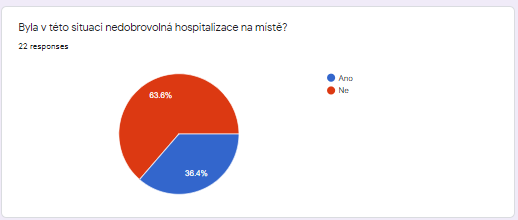 Byla v této situaci nedobrovolná hospitalizace na místě?
22 responses
Ano
Ne
63.6%
36.4%